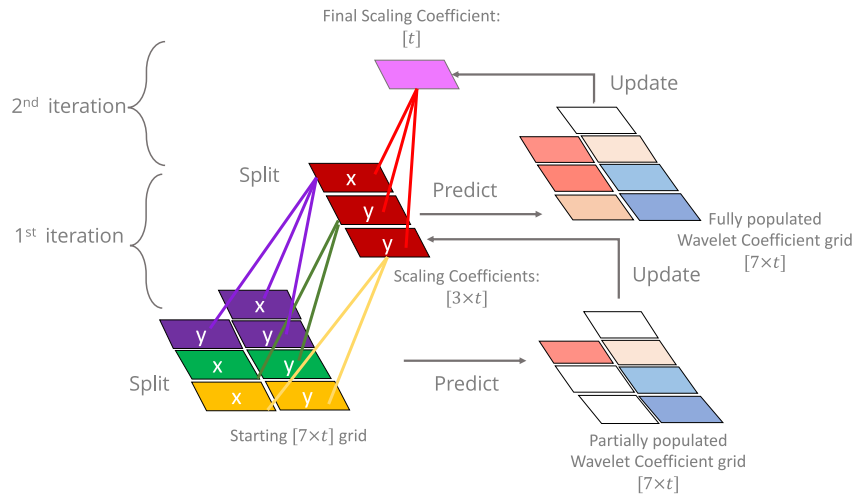 Final Scaling Coefficient:
[t]
Update
2nd iteration
Split
x
Predict
y
Fully populated
Wavelet Coefficient grid
[7×t]
1st iteration
y
Scaling Coefficients:
[3×t]
Update
x
y
y
x
y
Split
Predict
x
y
Starting [7×t] grid
Partially populated
Wavelet Coefficient grid
[7×t]